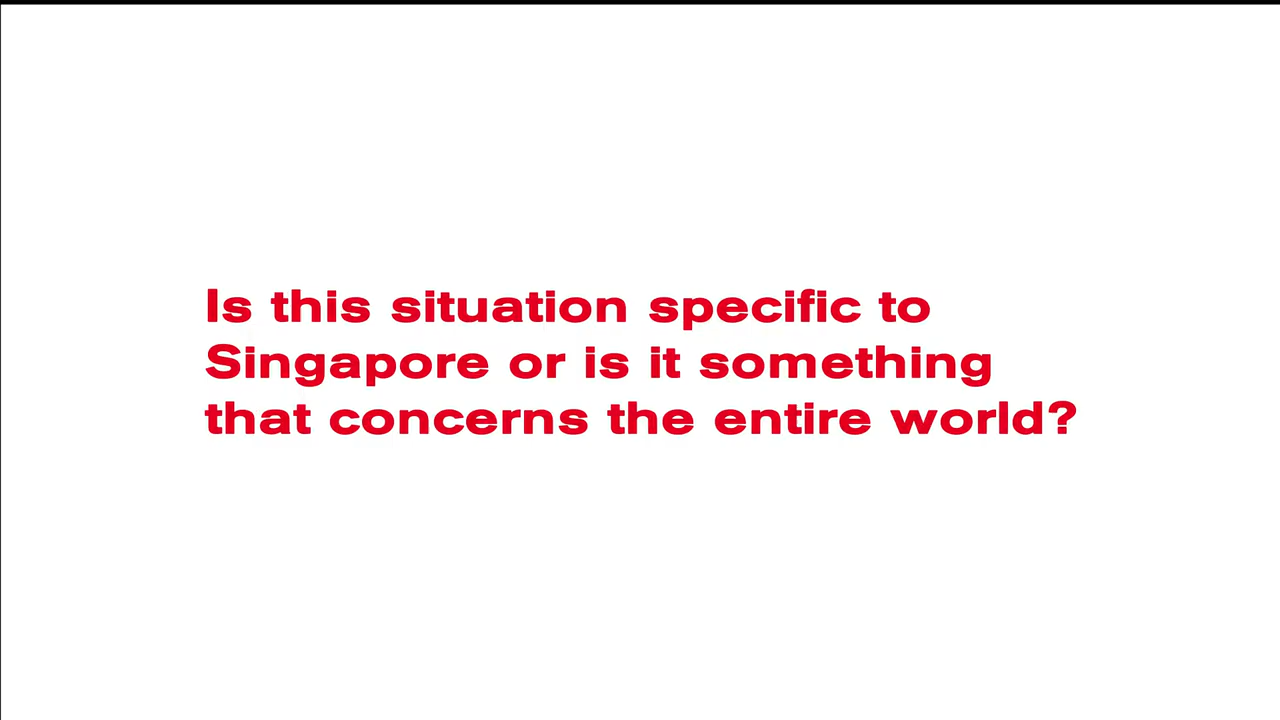 Is this situation specific to
Singapore or is it something
that concerns the entire world?